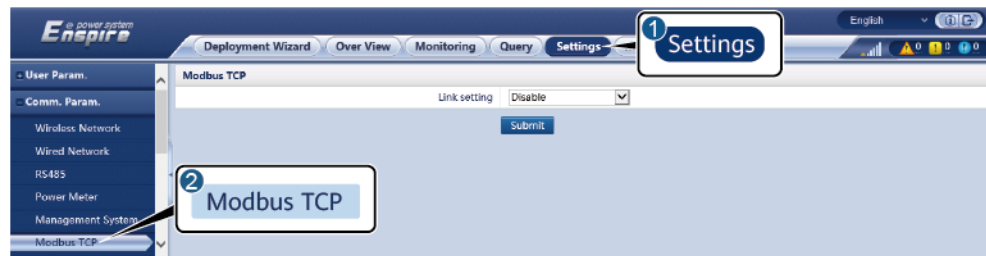 e power system
Enspire
English
Deployment Wizard Over View Monitoring Query Settings
1 Settings
0 0 0
User Param.
Modbus TCP
Comm. Param.
Link setting Disable
Submit
Wireless Network
Wired Network
RS485
Power Meter
Management System
Modbus TCP
2 Modbus TCP